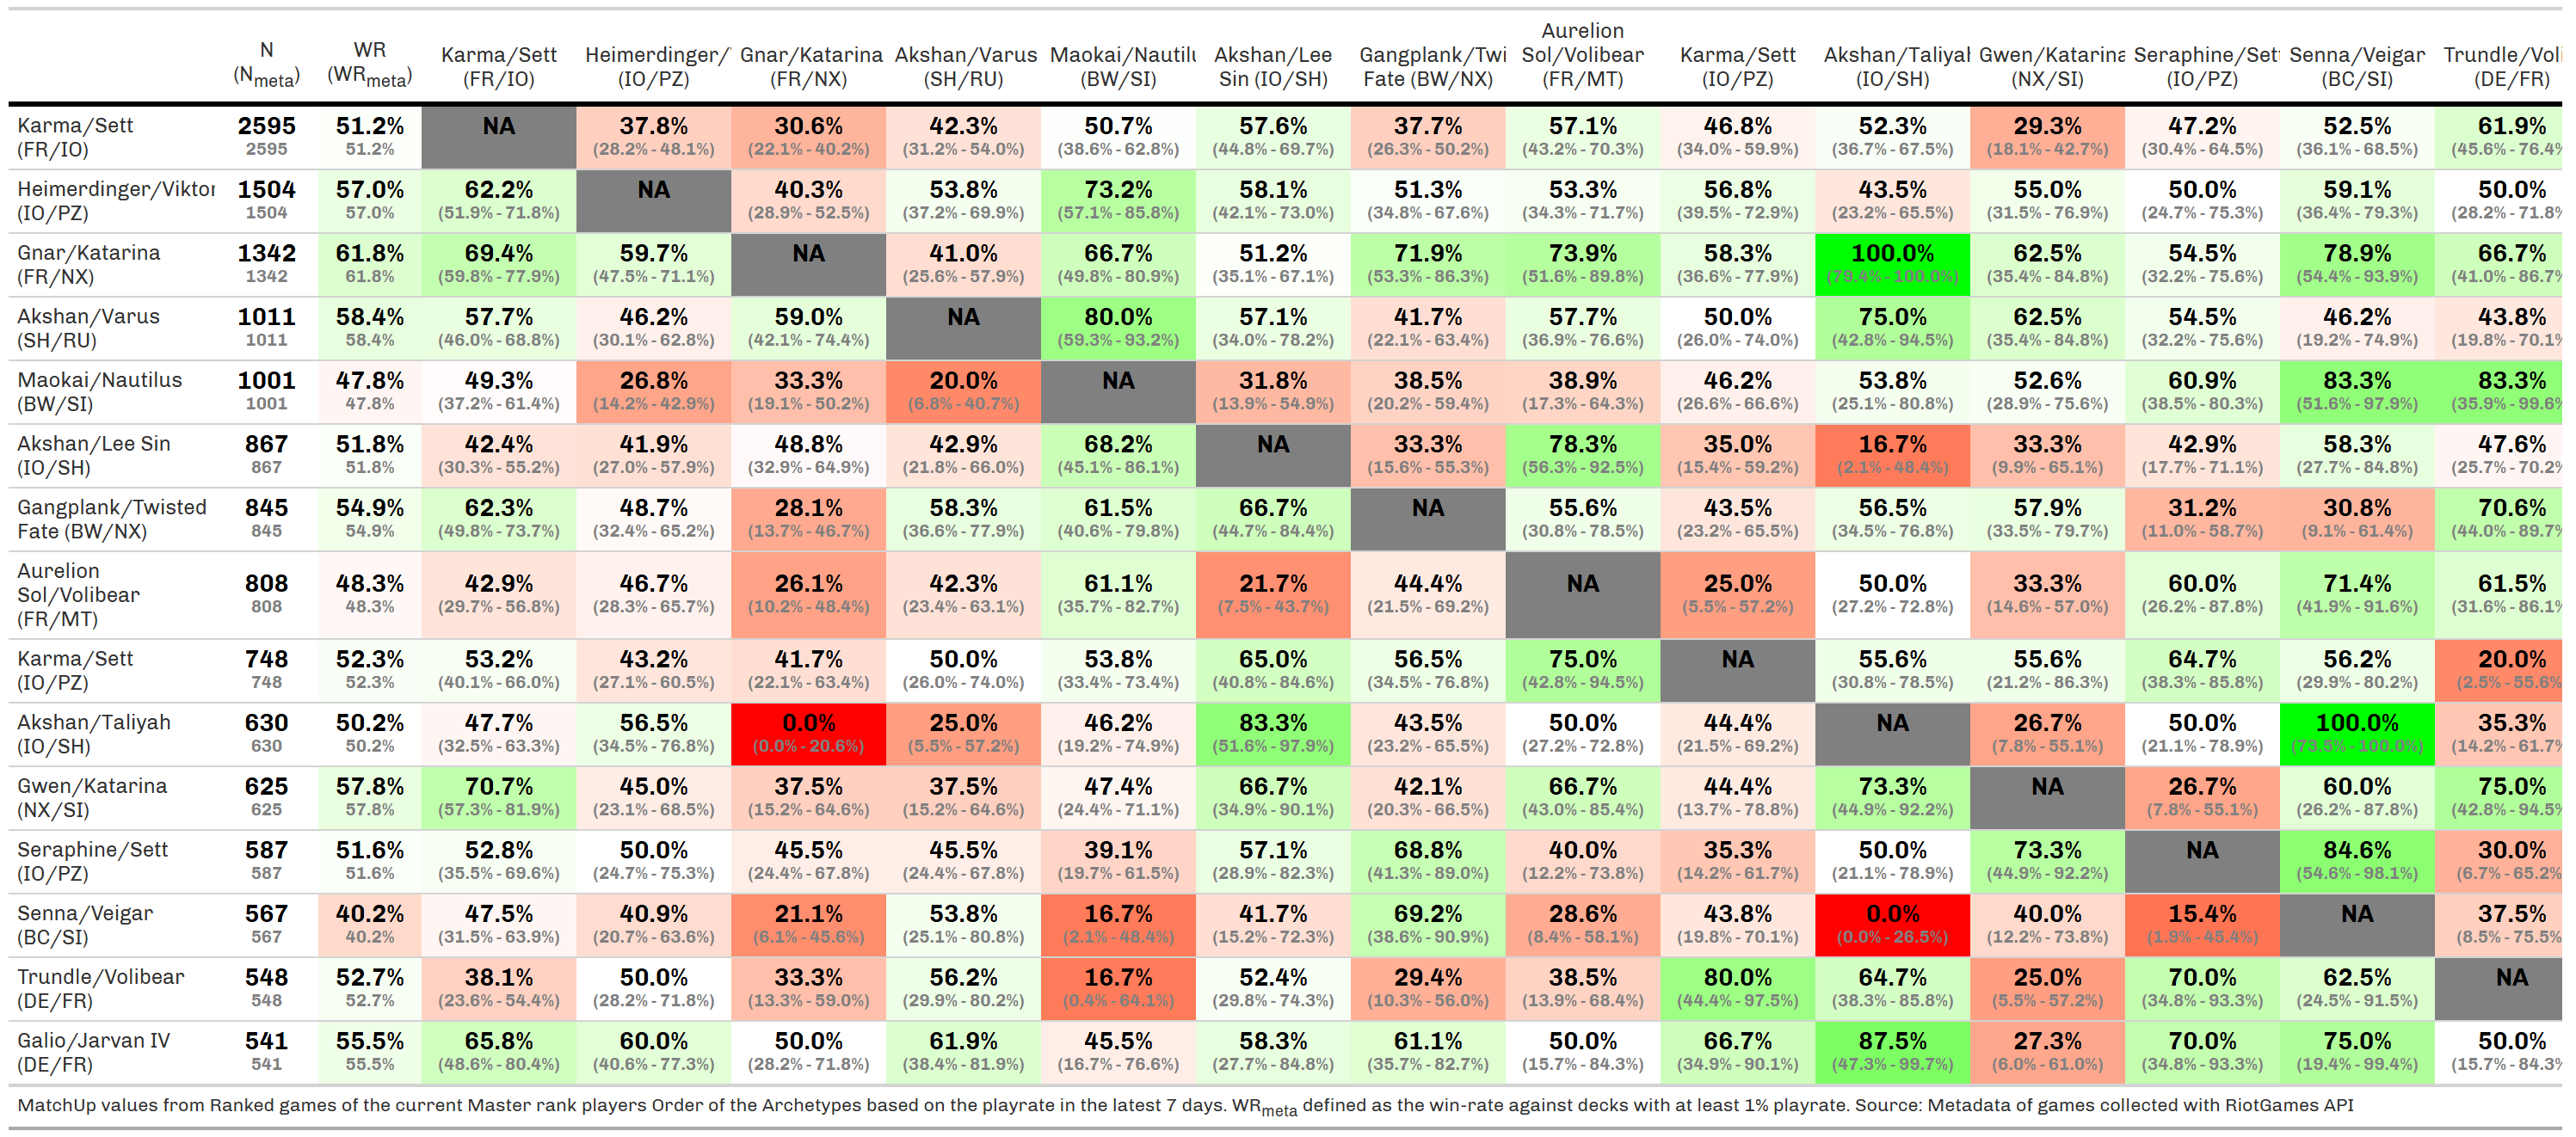 N (N_meta) WR (WR_meta) Karma/Sett (FR/IO) Heimerdinger/ (IO/PZ) Gnar/Katarina (FR/NX) Akshan/Varus (SH/RU) Maokai/Nautilu (BW/SI) Akshan/Lee Sin (IO/SH) Gangplank/Twi Fate (BW/NX) Aurelion Sol/Volibear (FR/MT) Karma/Sett (IO/PZ) Akshan/Taliyah (IO/SH) Gwen/Katarina (NX/SI) Seraphine/Sett (IO/PZ) Senna/Veigar (BC/SI) Trundle/Voli (DE/FR)
Karma/Sett 2595 51.2% NA 37.8% 30.6% 42.3% 50.7% 57.6% 37.7% 57.1% 46.8% 52.3% 29.3% 47.2% 52.5% 61.9%
(FR/IO) 2595 51.2% (28.2% - 48.1%) (22.1% - 40.2%) (31.2% - 54.0%) (38.6% - 62.8%) (44.8% - 69.7%) (26.3% - 50.2%) (43.2% - 70.3%) (34.0% - 59.9%) (36.7% - 67.5%) (18.1% - 42.7%) (30.4% - 64.5%) (36.1% - 68.5%) (45.6% - 76.4%
Heimerdinger/Viktor 1504 57.0% 62.2% NA 40.3% 53.8% 73.2% 58.1% 51.3% 53.3% 56.8% 43.5% 55.0% 50.0% 59.1% 50.0%
(IO/PZ) 1504 57.0% (51.9% - 71.8%) (28.9% - 52.5%) (37.2% - 69.9%) (57.1% - 85.8%) (42.1% - 73.0%) (34.8% - 67.6%) (34.3% - 71.7%) (39.5% - 72.9%) (23.2% - 65.5%) (31.5% - 76.9%) (24.7% - 75.3%) (36.4% - 79.3%) (28.2% - 71.8%
Gnar/Katarina 1342 61.8% 69.4% 59.7% NA 41.0% 66.7% 51.2% 71.9% 73.9% 58.3% 100.0% 62.5% 54.5% 78.9% 66.7%
(FR/NX) 1342 61.8% (59.8% - 77.9%) (47.5% - 71.1%) (25.6% - 57.9%) (49.8% - 80.9%) (35.1% - 67.1%) (53.3% - 86.3%) (51.6% - 89.8%) (36.6% - 77.9%) (79.4% - 100.0%) (35.4% - 84.8%) (32.2% - 75.6%) (54.4% - 93.9%) (41.0% - 86.7%
Akshan/Varus 1011 58.4% 57.7% 46.2% 59.0% NA 80.0% 57.1% 41.7% 57.7% 50.0% 75.0% 62.5% 54.5% 46.2% 43.8%
(SH/RU) 1011 58.4% (46.0% - 68.8%) (30.1% - 62.8%) (42.1% - 74.4%) (59.3% - 93.2%) (34.0% - 78.2%) (22.1% - 63.4%) (36.9% - 76.6%) (26.0% - 74.0%) (42.8% - 94.5%) (35.4% - 84.8%) (32.2% - 75.6%) (19.2% - 74.9%) (19.8% - 70.1%
Maokai/Nautilus 1001 47.8% 49.3% 26.8% 33.3% 20.0% NA 31.8% 38.5% 38.9% 46.2% 53.8% 52.6% 60.9% 83.3% 83.3%
(BW/SI) 1001 47.8% (37.2% - 61.4%) (14.2% - 42.9%) (19.1% - 50.2%) (6.8% - 40.7%) (13.9% - 54.9%) (20.2% - 59.4%) (17.3% - 64.3%) (26.6% - 66.6%) (25.1% - 80.8%) (28.9% - 75.6%) (38.5% - 80.3%) (51.6% - 97.9%) (35.9% - 99.6%
Akshan/Lee Sin 867 51.8% 42.4% 41.9% 48.8% 42.9% 68.2% NA 33.3% 78.3% 35.0% 16.7% 33.3% 42.9% 58.3% 47.6%
(IO/SH) 867 51.8% (30.3% - 55.2%) (27.0% - 57.9%) (32.9% - 64.9%) (21.8% - 66.0%) (45.1% - 86.1%) (15.6% - 55.3%) (56.3% - 92.5%) (15.4% - 59.2%) (2.1% - 48.4%) (9.9% - 65.1%) (17.7% - 71.1%) (27.7% - 84.8%) (25.7% - 70.2%
Gangplank/Twisted 845 54.9% 62.3% 48.7% 28.1% 58.3% 61.5% 66.7% NA 55.6% 43.5% 56.5% 57.9% 31.2% 30.8% 70.6%
Fate (BW/NX) 845 54.9% (49.8% - 73.7%) (32.4% - 65.2%) (13.7% - 46.7%) (36.6% - 77.9%) (40.6% - 79.8%) (44.7% - 84.4%) (30.8% - 78.5%) (23.2% - 65.5%) (34.5% - 76.8%) (33.5% - 79.7%) (11.0% - 58.7%) (9.1% - 61.4%) (44.0% - 89.7%
Aurelion
Sol/Volibear 808 48.3% 42.9% 46.7% 26.1% 42.3% 61.1% 21.7% 44.4% NA 25.0% 50.0% 33.3% 60.0% 71.4% 61.5%
(FR/MT) 808 48.3% (29.7% - 56.8%) (28.3% - 65.7%) (10.2% - 48.4%) (23.4% - 63.1%) (35.7% - 82.7%) (7.5% - 43.7%) (21.5% - 69.2%) (5.5% - 57.2%) (27.2% - 72.8%) (14.6% - 57.0%) (26.2% - 87.8%) (41.9% - 91.6%) (31.6% - 86.1%
Karma/Sett 748 52.3% 53.2% 43.2% 41.7% 50.0% 53.8% 65.0% 56.5% 75.0% NA 55.6% 55.6% 64.7% 56.2% 20.0%
(IO/PZ) 748 52.3% (40.1% - 66.0%) (27.1% - 60.5%) (22.1% - 63.4%) (26.0% - 74.0%) (33.4% - 73.4%) (40.8% - 84.6%) (34.5% - 76.8%) (42.8% - 94.5%) (30.8% - 78.5%) (21.2% - 86.3%) (38.3% - 85.8%) (29.9% - 80.2%) (2.5% - 55.6%
Akshan/Taliyah 630 50.2% 47.7% 56.5% 0.0% 25.0% 46.2% 83.3% 43.5% 50.0% 44.4% NA 26.7% 50.0% 100.0% 35.3%
(IO/SH) 630 50.2% (32.5% - 63.3%) (34.5% - 76.8%) (0.0% - 20.6%) (5.5% - 57.2%) (19.2% - 74.9%) (51.6% - 97.9%) (23.2% - 65.5%) (27.2% - 72.8%) (21.5% - 69.2%) (7.8% - 55.1%) (21.1% - 78.9%) (73.5% - 100.0%) (14.2% - 61.7%
Gwen/Katarina 625 57.8% 70.7% 45.0% 37.5% 37.5% 47.4% 66.7% 42.1% 66.7% 44.4% 73.3% NA 26.7% 60.0% 75.0%
(NX/SI) 625 57.8% (57.3% - 81.9%) (23.1% - 68.5%) (15.2% - 64.6%) (15.2% - 64.6%) (24.4% - 71.1%) (34.9% - 90.1%) (20.3% - 66.5%) (43.0% - 85.4%) (13.7% - 78.8%) (44.9% - 92.2%) (7.8% - 55.1%) (26.2% - 87.8%) (42.8% - 94.5%
Seraphine/Sett 587 51.6% 52.8% 50.0% 45.5% 45.5% 39.1% 57.1% 68.8% 40.0% 35.3% 50.0% 73.3% NA 84.6% 30.0%
(IO/PZ) 587 51.6% (35.5% - 69.6%) (24.7% - 75.3%) (24.4% - 67.8%) (24.4% - 67.8%) (19.7% - 61.5%) (28.9% - 82.3%) (41.3% - 89.0%) (12.2% - 73.8%) (14.2% - 61.7%) (21.1% - 78.9%) (44.9% - 92.2%) (54.6% - 98.1%) (6.7% - 65.2%
Senna/Veigar 567 40.2% 47.5% 40.9% 21.1% 53.8% 16.7% 41.7% 69.2% 28.6% 43.8% 0.0% 40.0% 15.4% NA 37.5%
(BC/SI) 567 40.2% (31.5% - 63.9%) (20.7% - 63.6%) (6.1% - 45.6%) (25.1% - 80.8%) (2.1% - 48.4%) (15.2% - 72.3%) (38.6% - 90.9%) (8.4% - 58.1%) (19.8% - 70.1%) (0.0% - 26.5%) (12.2% - 73.8%) (1.9% - 45.4%) (8.5% - 75.5%
Trundle/Volibear 548 52.7% 38.1% 50.0% 33.3% 56.2% 16.7% 52.4% 29.4% 38.5% 80.0% 64.7% 25.0% 70.0% 62.5% NA
(DE/FR) 548 52.7% (23.6% - 54.4%) (28.2% - 71.8%) (13.3% - 59.0%) (29.9% - 80.2%) (0.4% - 64.1%) (29.8% - 74.3%) (10.3% - 56.0%) (13.9% - 68.4%) (44.4% - 97.5%) (38.3% - 85.8%) (5.5% - 57.2%) (34.8% - 93.3%) (24.5% - 91.5%)
Galio/Jarvan IV 541 55.5% 65.8% 60.0% 50.0% 61.9% 45.5% 58.3% 61.1% 50.0% 66.7% 87.5% 27.3% 70.0% 75.0% 50.0%
(DE/FR) 541 55.5% (48.6% - 80.4%) (40.6% - 77.3%) (28.2% - 71.8%) (38.4% - 81.9%) (16.7% - 76.6%) (27.7% - 84.8%) (35.7% - 82.7%) (15.7% - 84.3%) (34.9% - 90.1%) (47.3% - 99.7%) (6.0% - 61.0%) (34.8% - 93.3%) (19.4% - 99.4%) (15.7% - 84.3%
MatchUp values from Ranked games of the current Master rank players Order of the Archetypes based on the playrate in the latest 7 days. WR_meta defined as the win-rate against decks with at least 1% playrate. Source: Metadata of games collected with RiotGames API